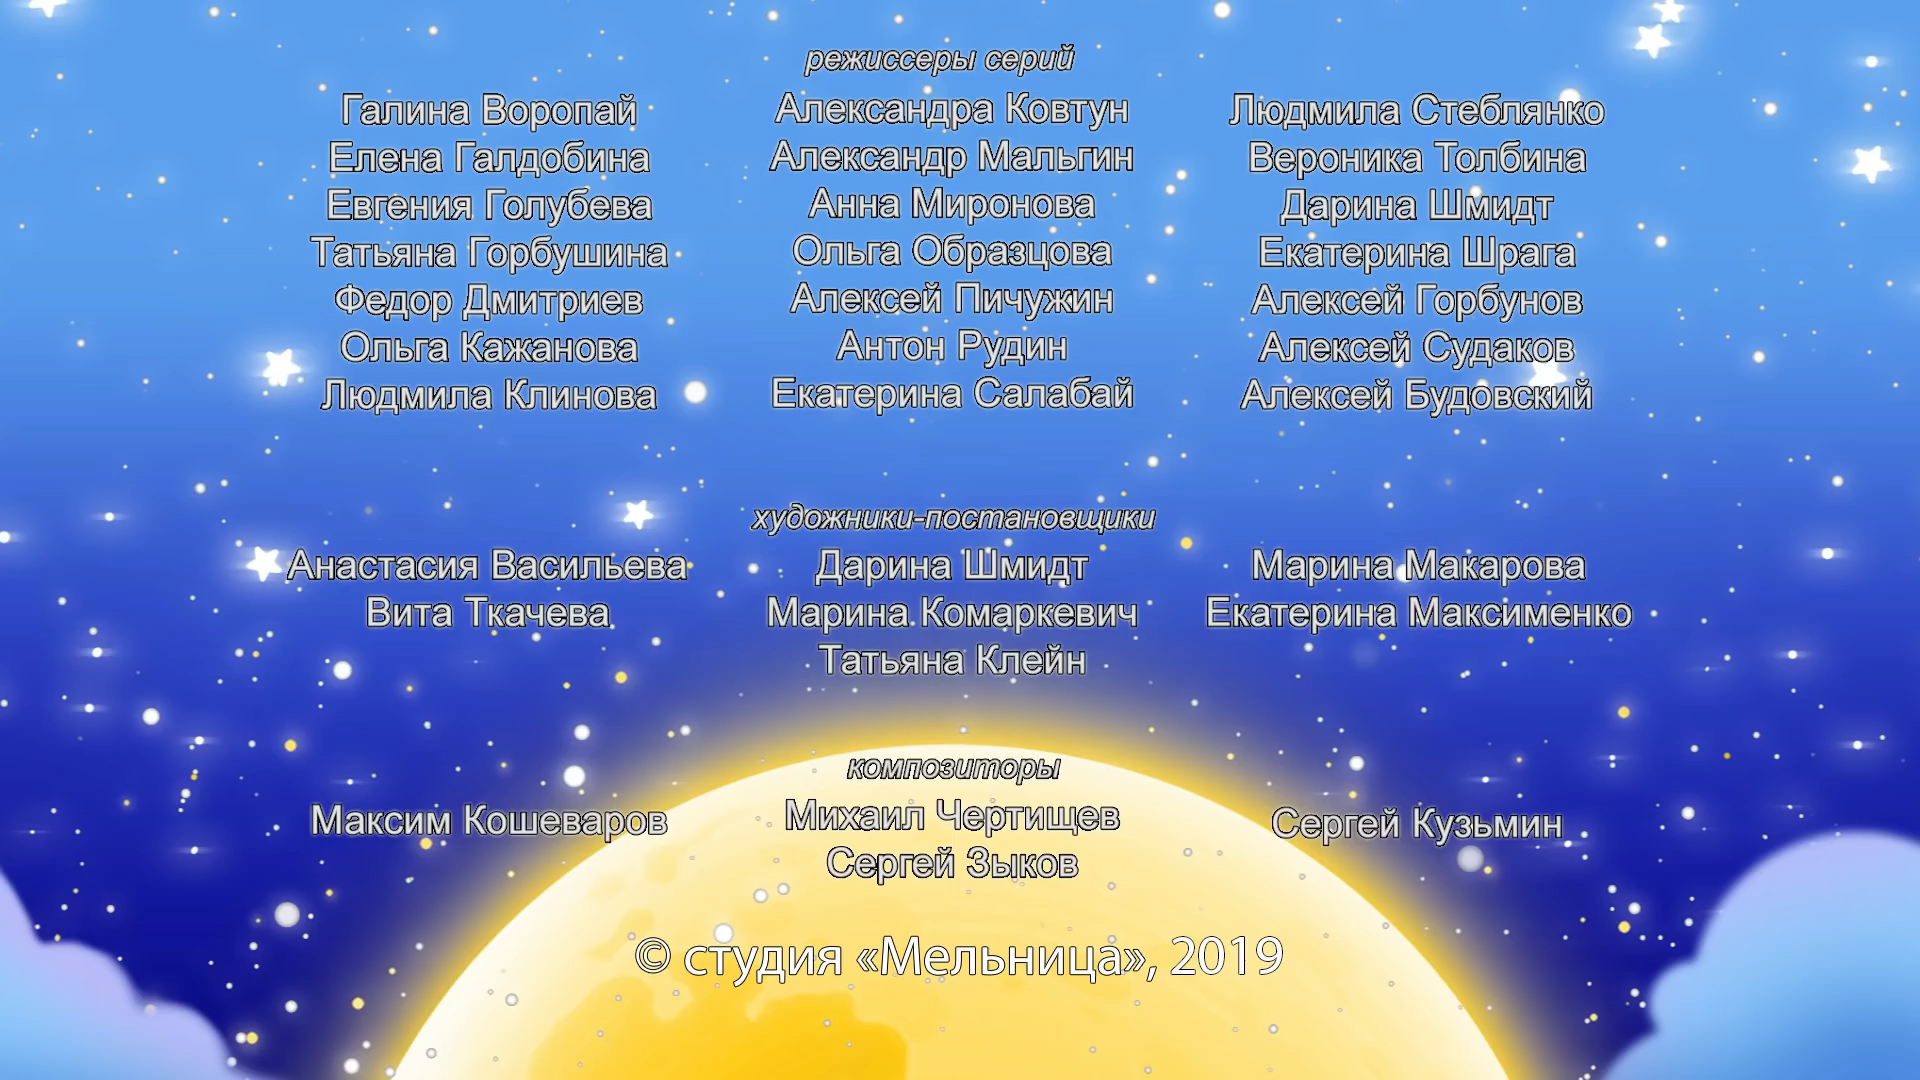 режиссеры серий
Галина Воропай
Елена Галдобина
Евгения Голубева
Татьяна Горбушина
Федор Дмитриев
Ольга Кажанова
Людмила Клинова
Александра Ковтун
Александр Мальгин
Анна Миронова
Ольга Образцова
Алексей Пичужин
Антон Рудин
Екатерина Салабай
Людмила Стеблянко
Вероника Толбина
Дарина Шмидт
Екатерина Шрага
Алексей Горбунов
Алексей Судаков
Алексей Будовский
художники-постановщики
Анастасия Васильева
Вита Ткачева
Дарина Шмидт
Марина Комаркевич
Татьяна Клейн
Марина Макарова
Екатерина Максименко
композиторы
Максим Кошеваров
Михаил Чертищев
Сергей Зыков
Сергей Кузьмин
© студия «Мельница», 2019